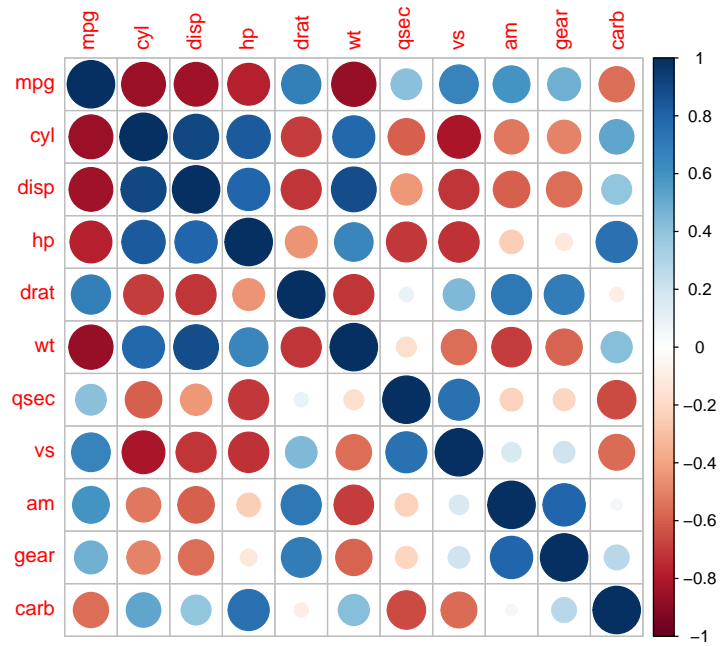 mpg cyl disp hp drat wt qsec vs am gear carb
mpg
cyl
disp
hp
drat
wt
qsec
vs
am
gear
carb
1
0.8
0.6
0.4
0.2
0
−0.2
−0.4
−0.6
−0.8
−1